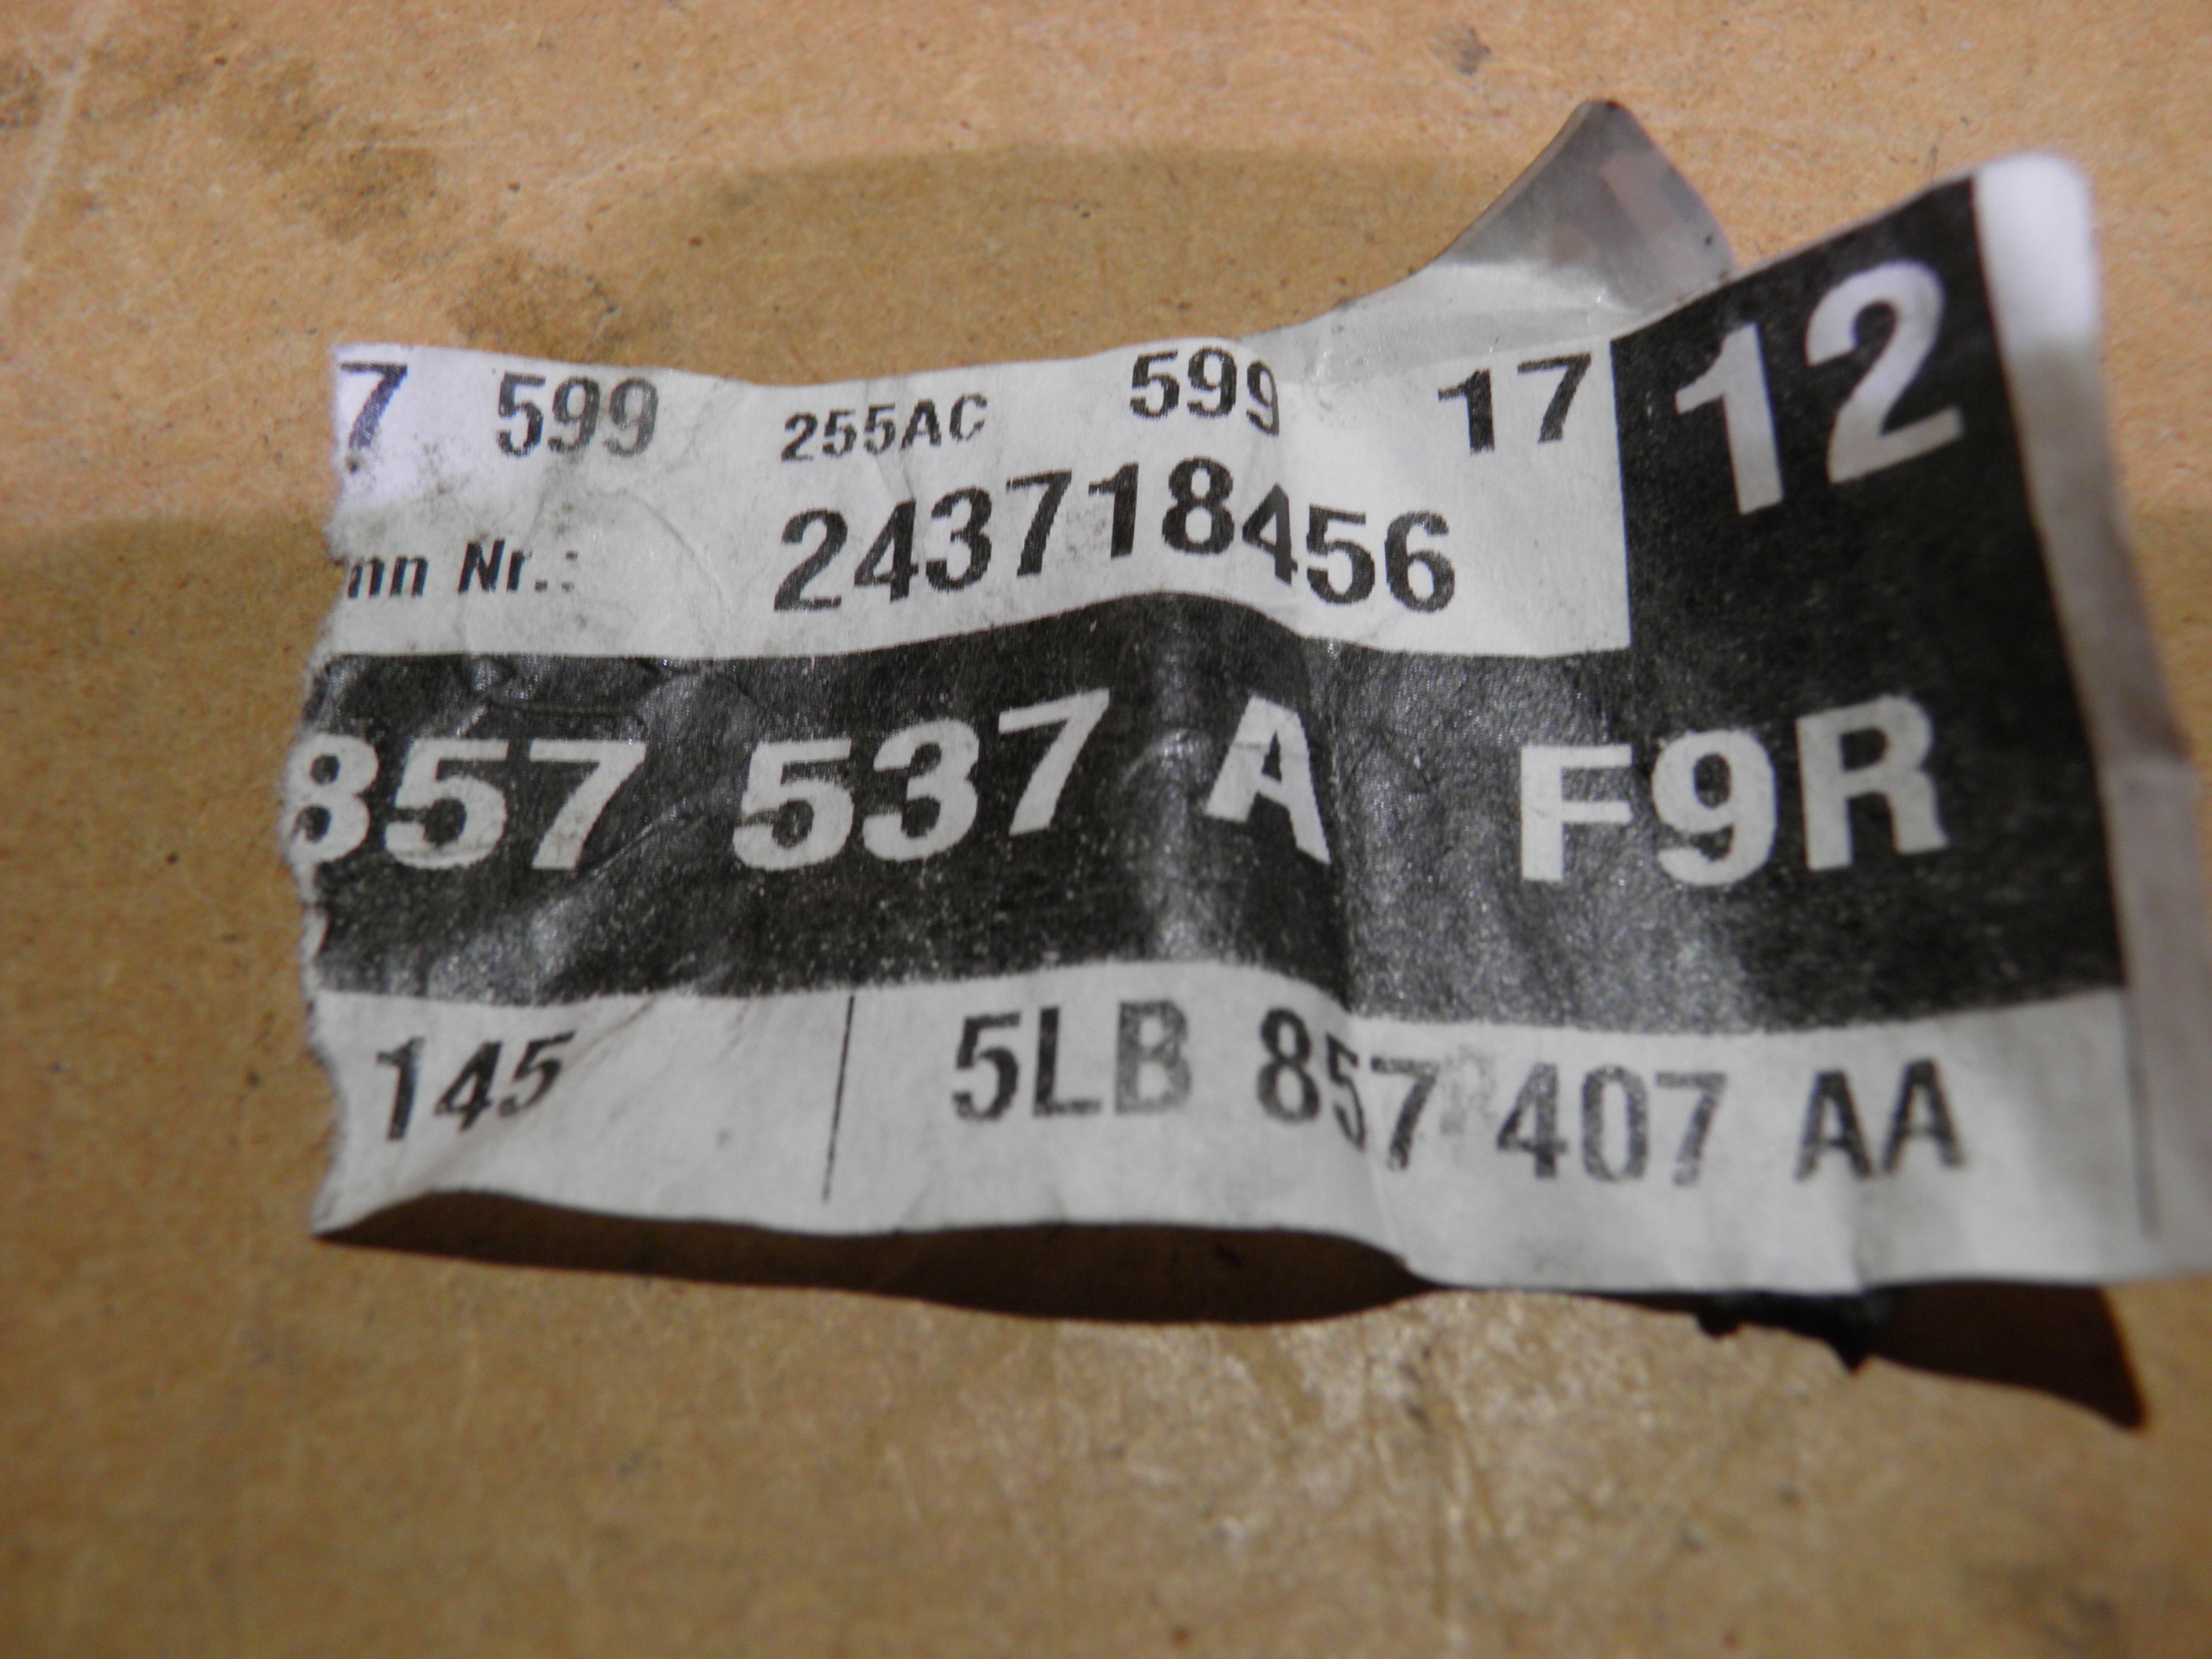 7 599 255AC 599 17 12
nn Nr.: 243718456
857 537 A F9R
145 5LB 857 407 AA